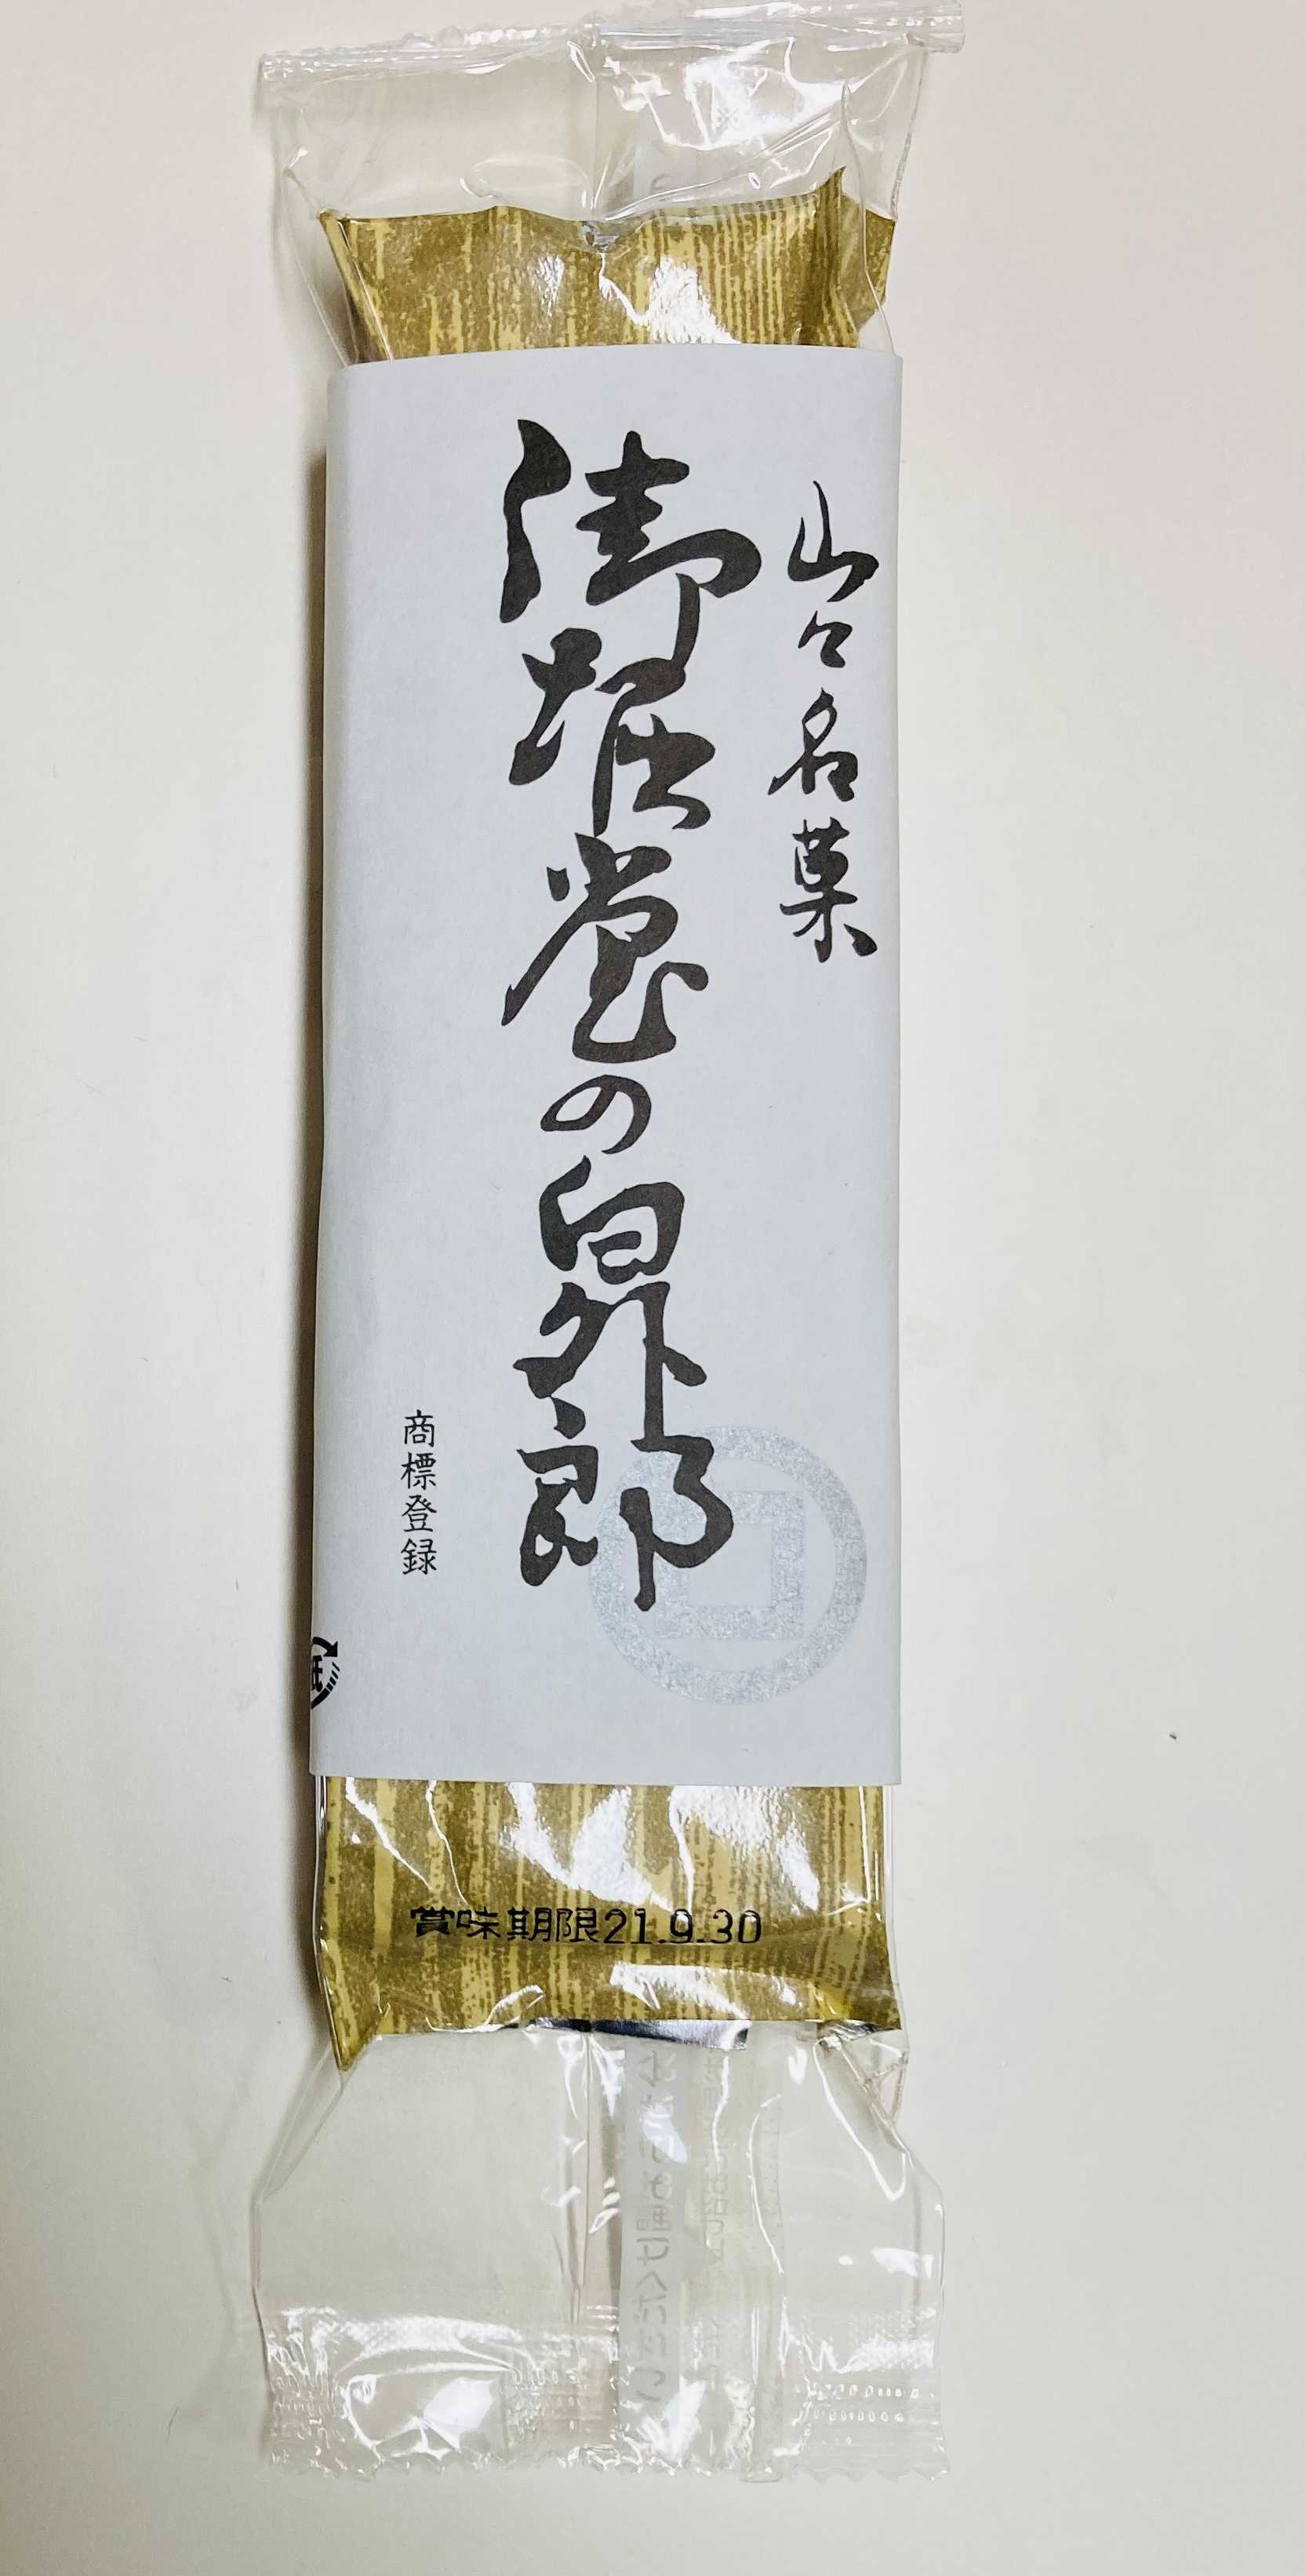 山口名菓
御堀堂の白外郎
商標登録
紙
賞味期限21.9.30